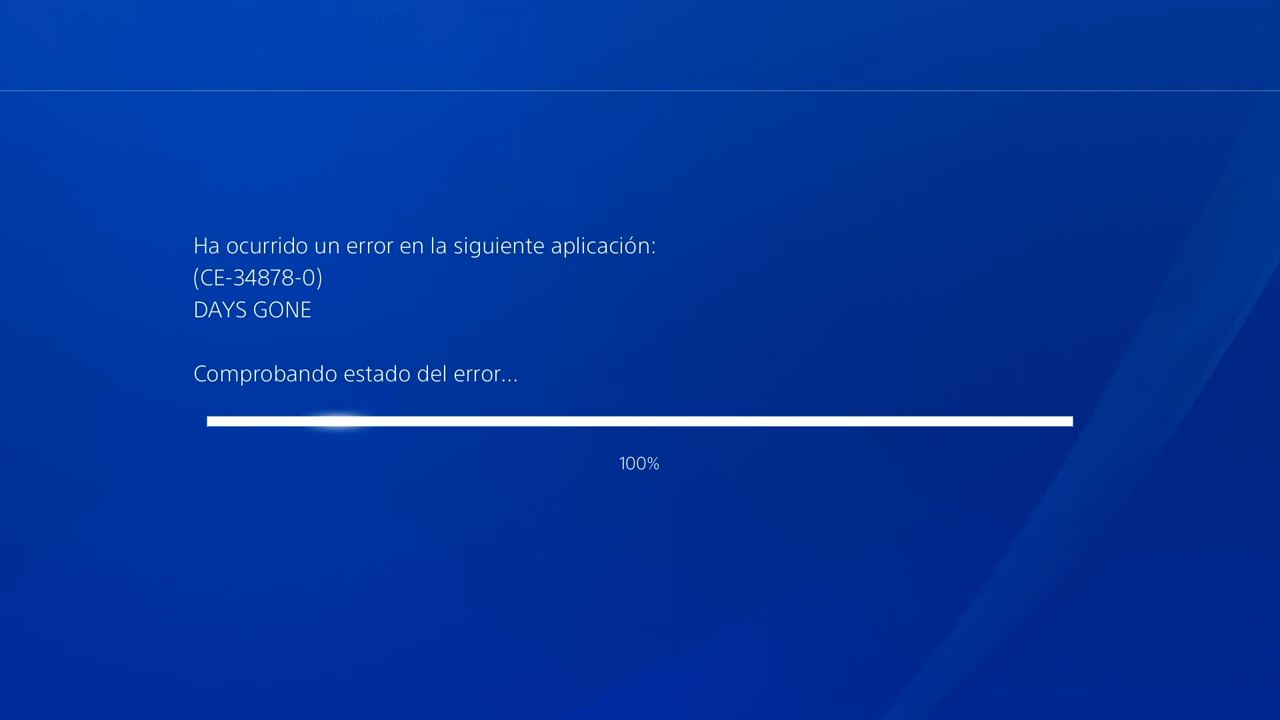 Ha ocurrido un error en la siguiente aplicación:
(CE-34878-0)
DAYS GONE
Comprobando estado del error...
100%